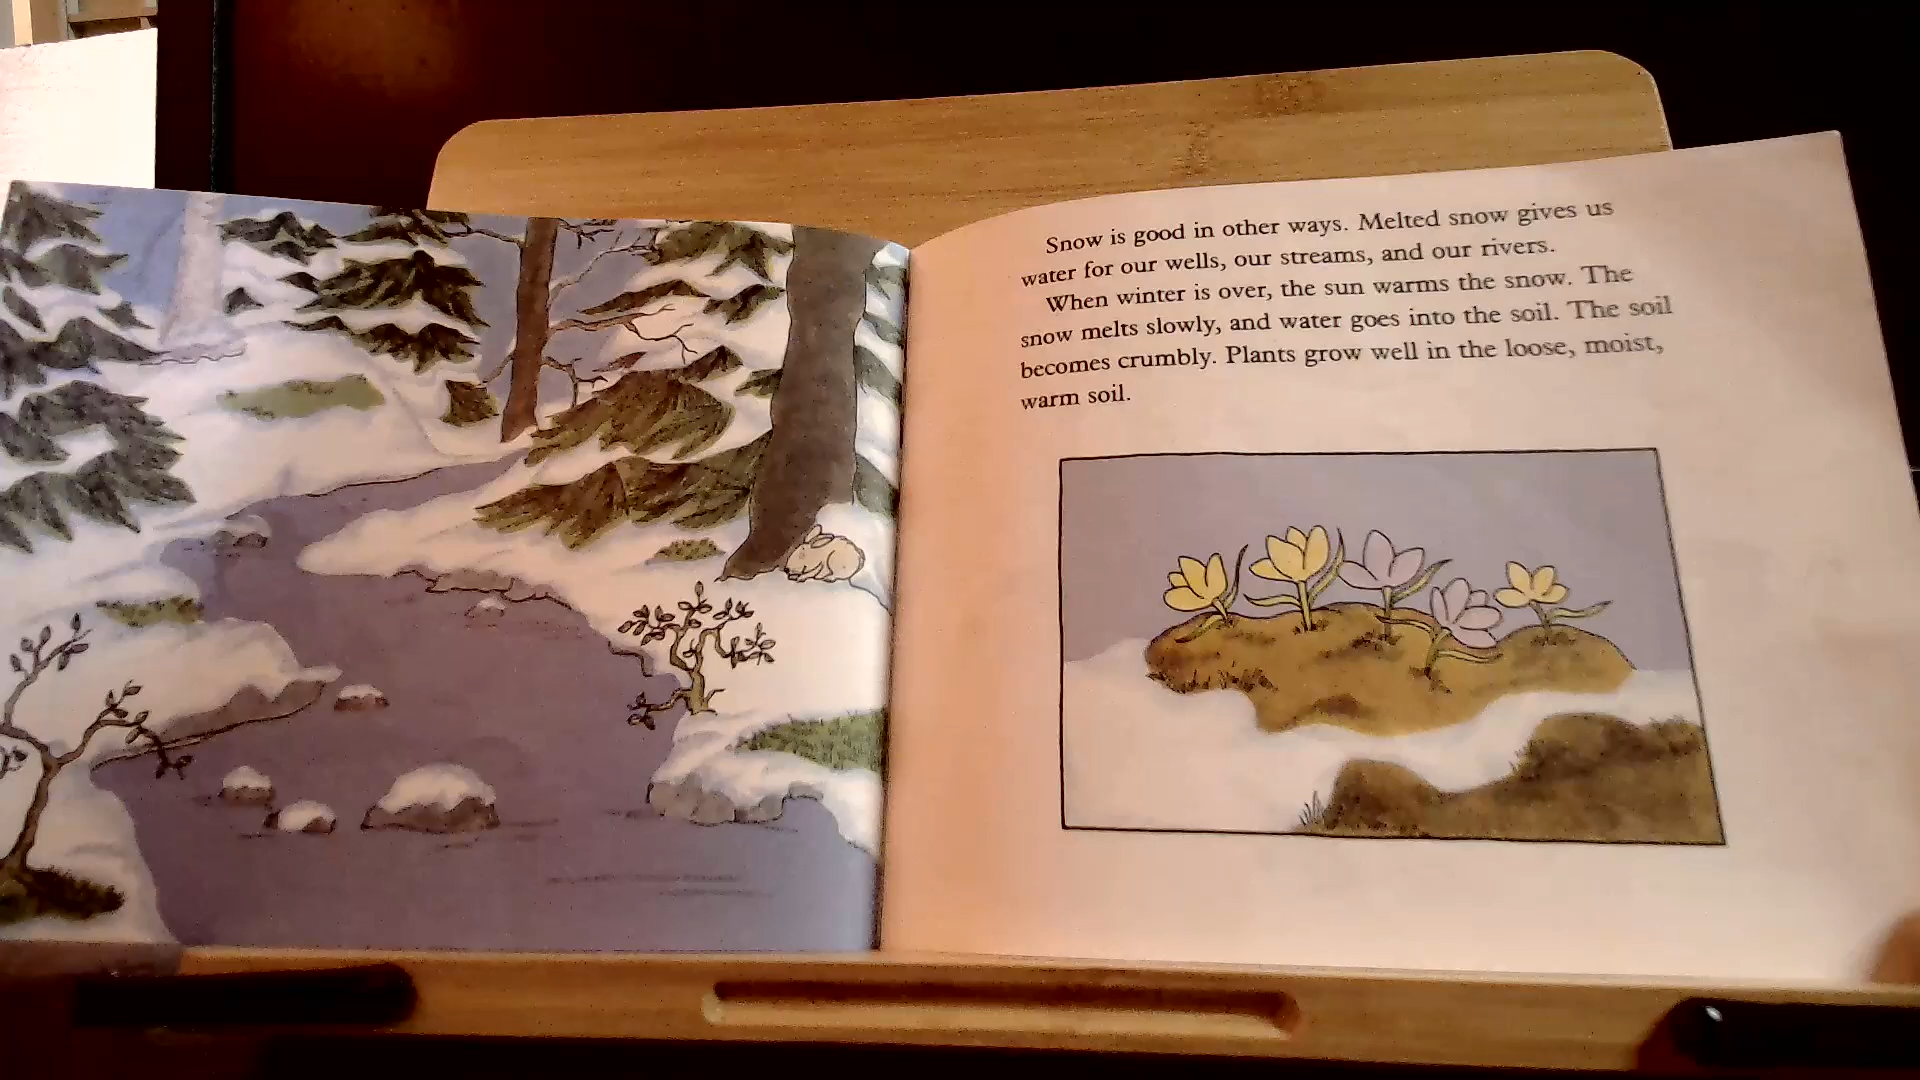 Snow is good in other ways. Melted snow gives us
water for our wells, our streams, and our rivers.
When winter is over, the sun warms the snow. The
snow melts slowly, and water goes into the soil. The soil
becomes crumbly. Plants grow well in the loose, moist,
warm soil.